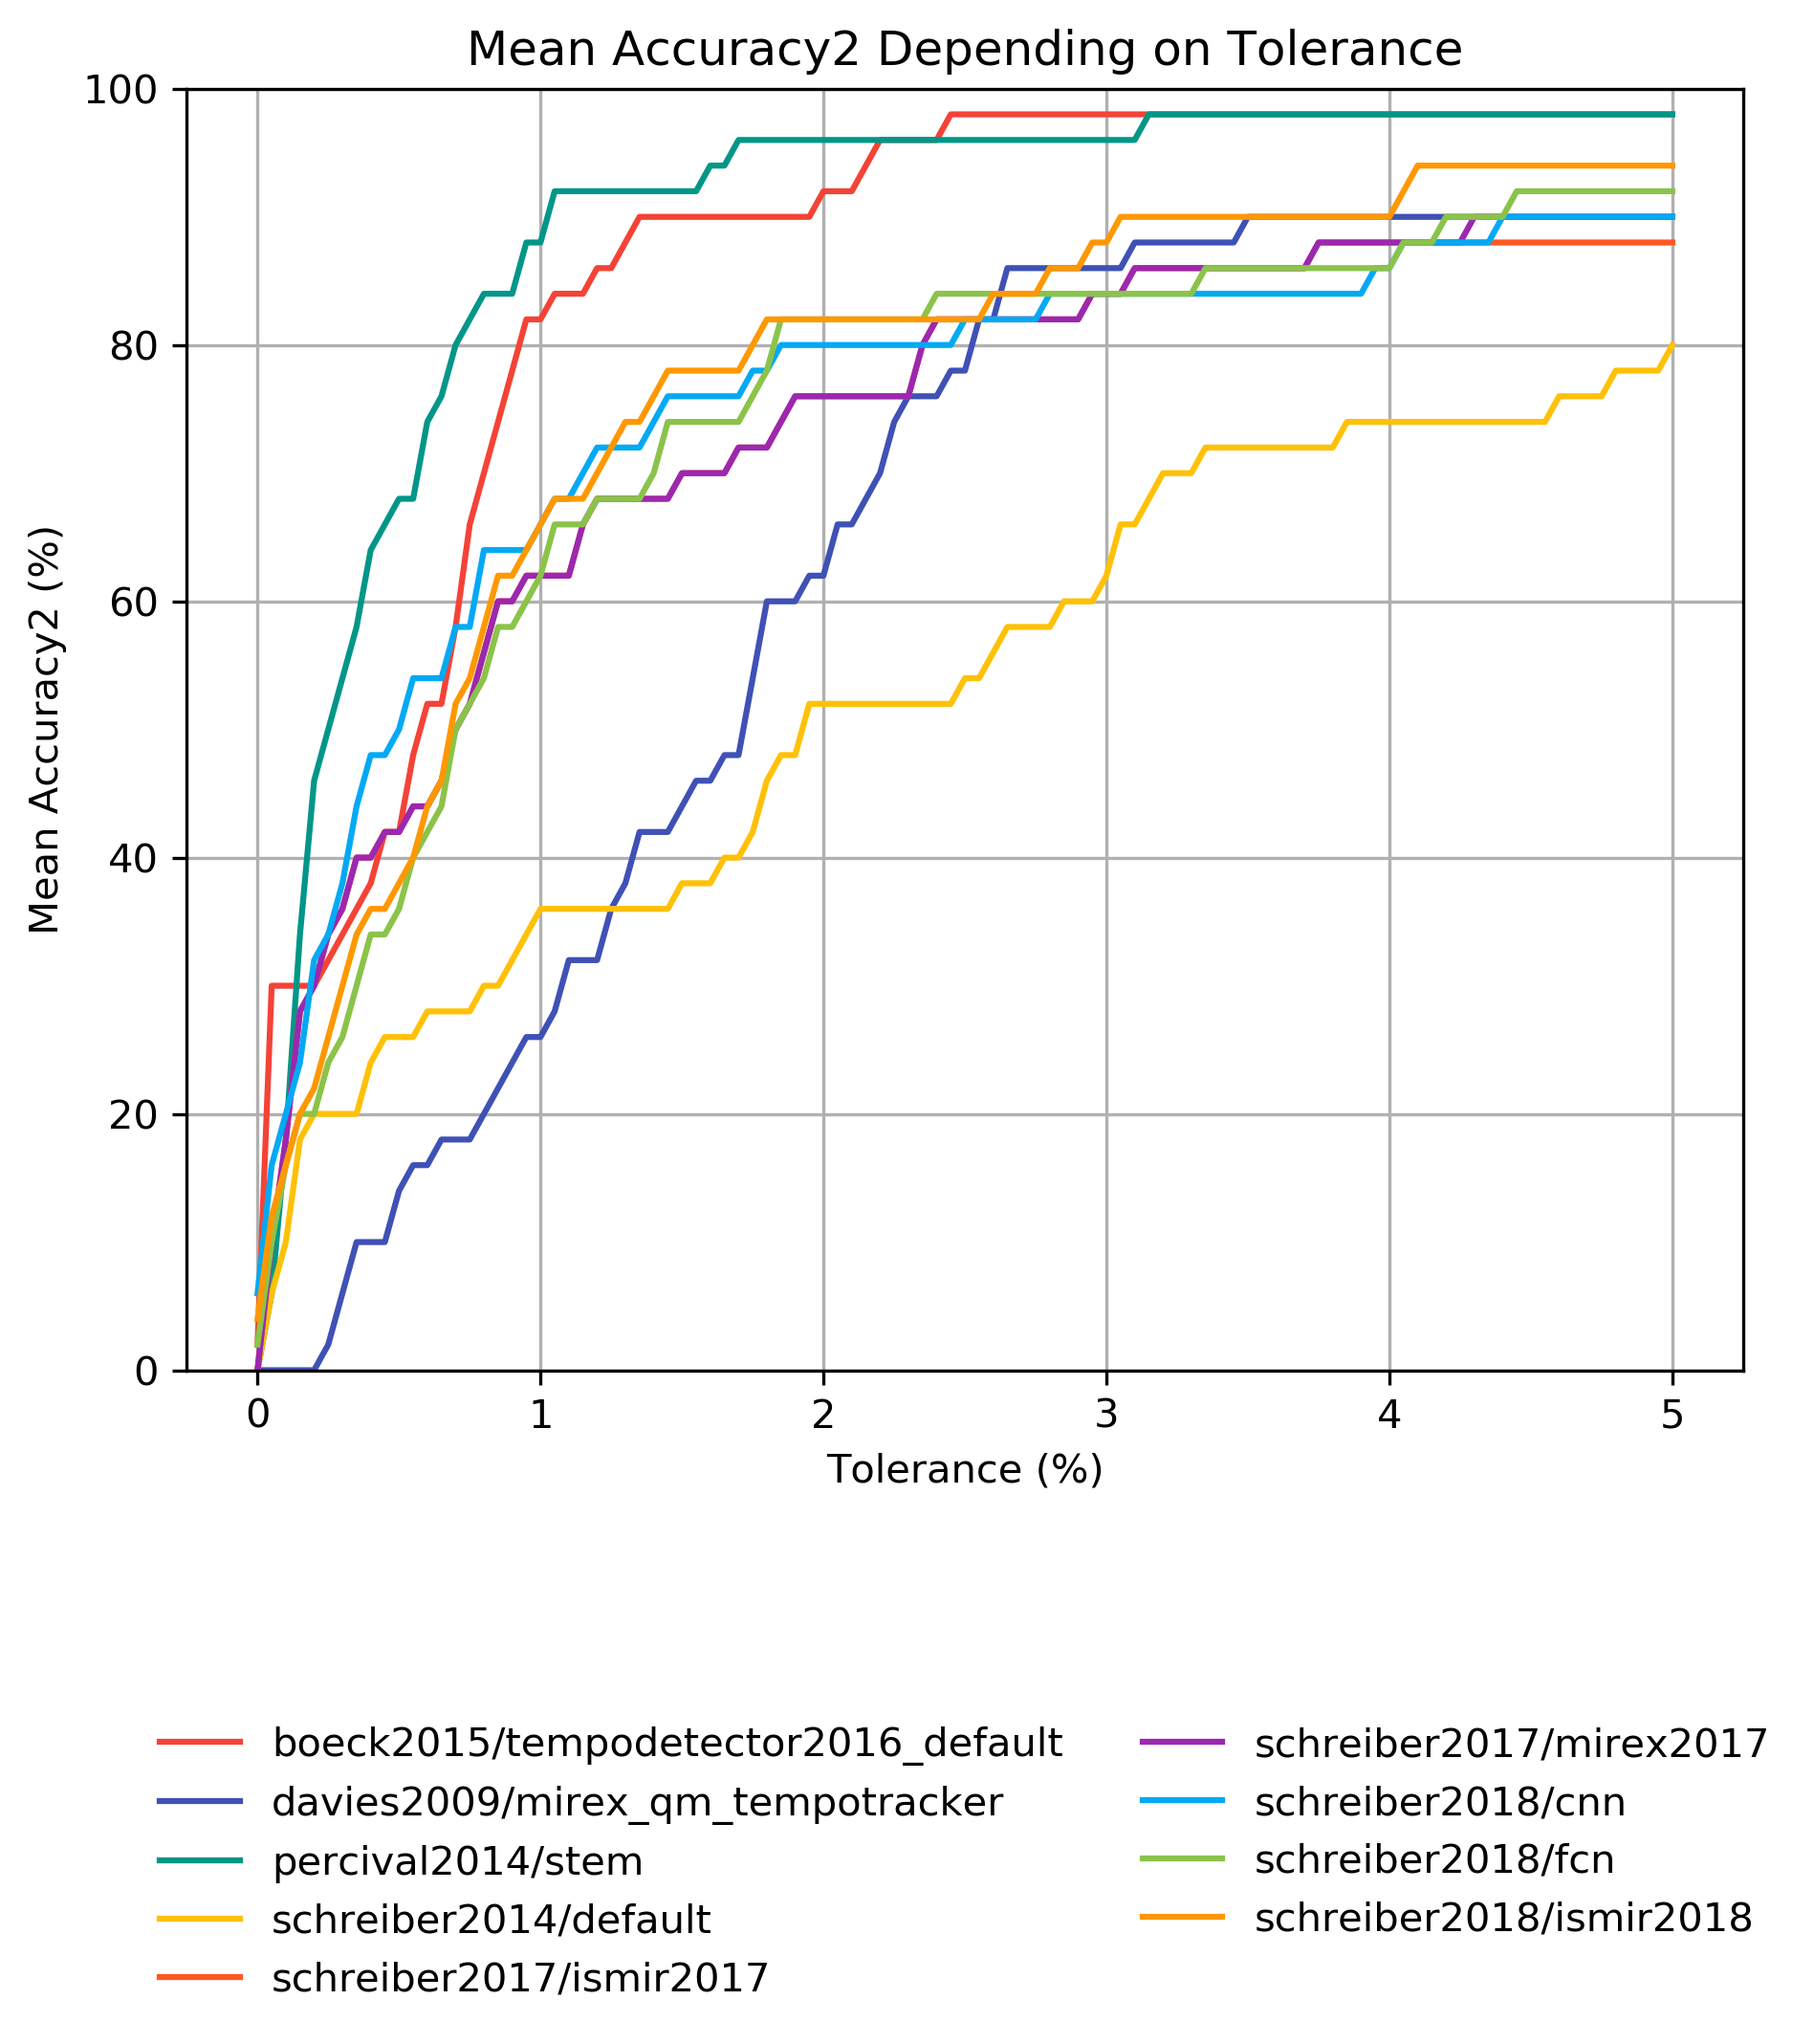 Mean Accuracy2 Depending on Tolerance
100
80
60
40
20
0
Mean Accuracy2 (%)
0 1 2 3 4 5
Tolerance (%)
boeck2015/tempodetector2016_default
davies2009/mirex_qm_tempotracker
percival2014/stem
schreiber2014/default
schreiber2017/ismir2017
schreiber2017/mirex2017
schreiber2018/cnn
schreiber2018/fcn
schreiber2018/ismir2018